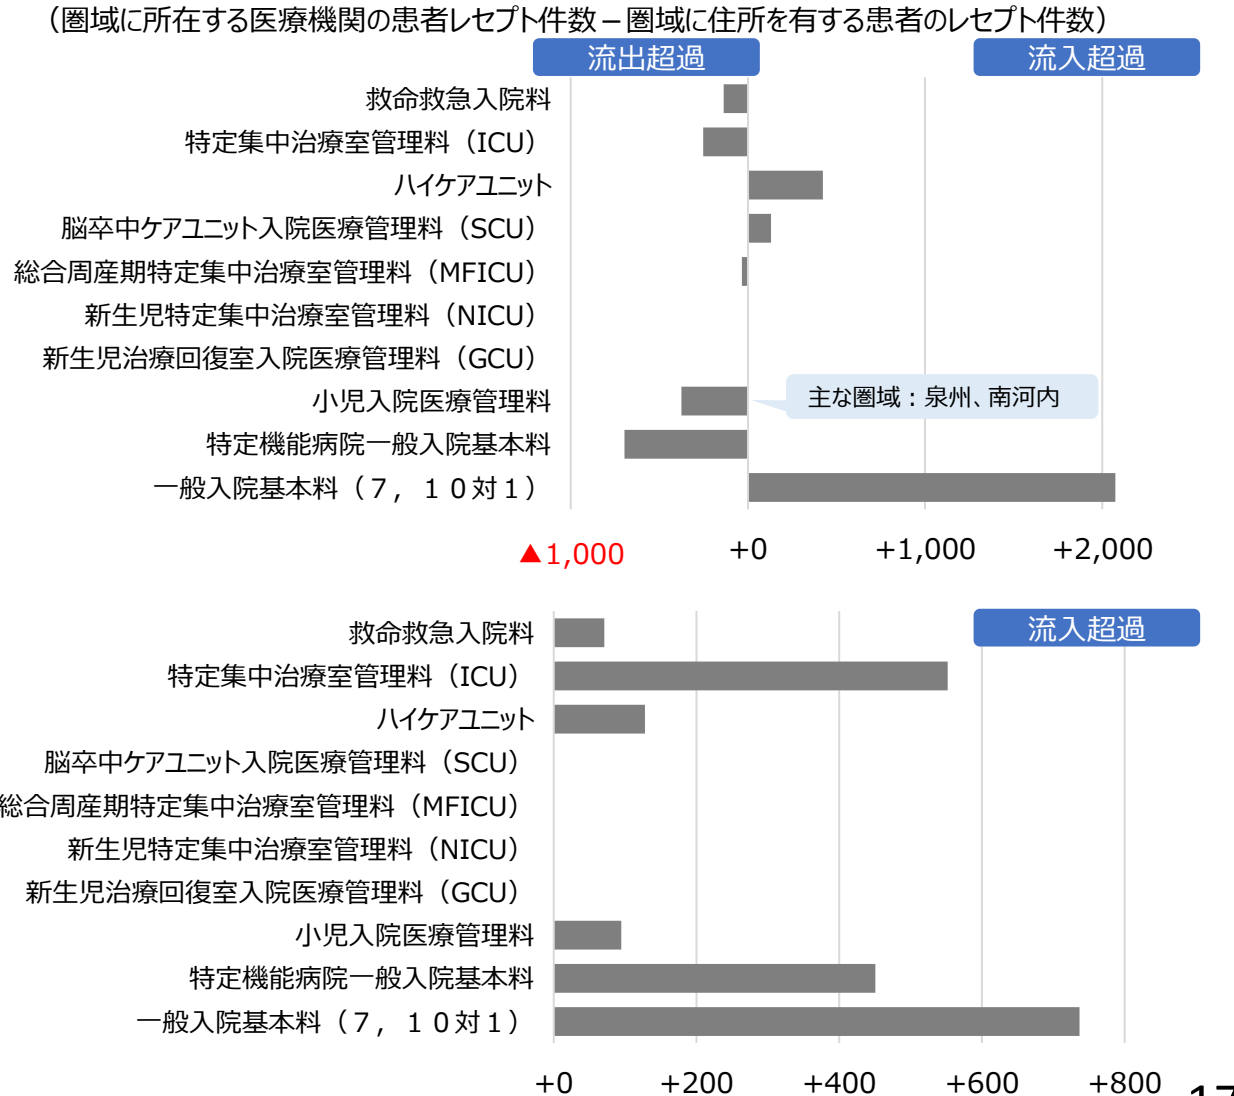 （圏域に所在する医療機関の患者レセプト件数－圏域に住所を有する患者のレセプト件数）
流出超過
流入超過
救命救急入院料
特定集中治療室管理料（ICU）
ハイケアユニット
脳卒中ケアユニット入院医療管理料（SCU）
総合周産期特定集中治療室管理料（MFICU）
新生児特定集中治療室管理料（NICU）
新生児治療回復室入院医療管理料（GCU）
小児入院医療管理料
主な圏域：泉州、南河内
特定機能病院一般入院基本料
一般入院基本料（７，１０対１）
▲1,000 +0 +1,000 +2,000
流入超過
救命救急入院料
特定集中治療室管理料（ICU）
ハイケアユニット
脳卒中ケアユニット入院医療管理料（SCU）
総合周産期特定集中治療室管理料（MFICU）
新生児特定集中治療室管理料（NICU）
新生児治療回復室入院医療管理料（GCU）
小児入院医療管理料
特定機能病院一般入院基本料
一般入院基本料（７，１０対１）
+0 +200 +400 +600 +800